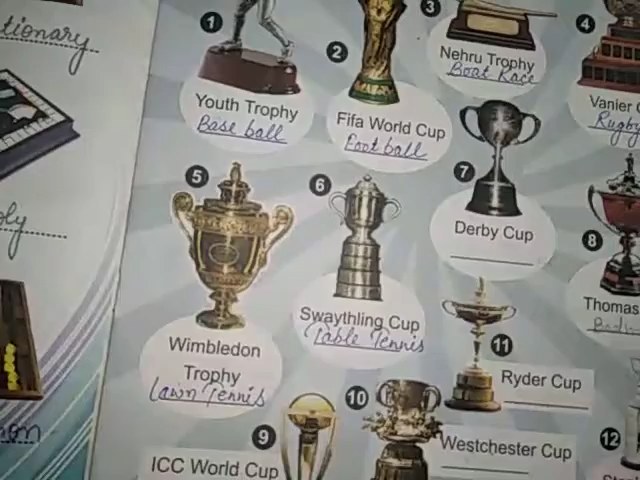 tionary
1
2
3
4
Youth Trophy
Base ball
Fifa World Cup
Foot ball
Nehru Trophy
Boat Race
Vanier
Rugby
5
6
7
8
Wimbledon
Trophy
Lawn Tennis
Swaythling Cup
Table Tennis
Derby Cup
Thomas
9
10
11
12
ICC World Cup
Westchester Cup
Ryder Cup